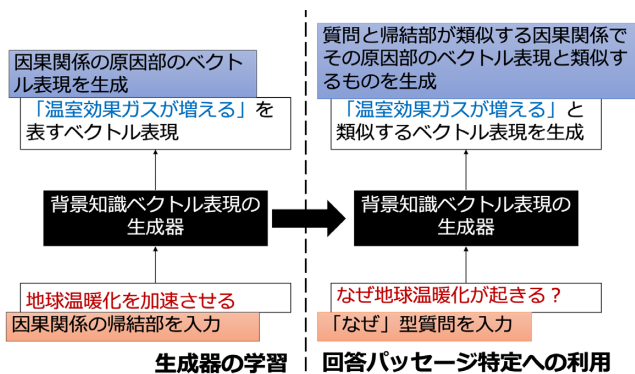 因果関係の原因部のベクト
ル表現を生成
「温室効果ガスが増える」を
表すベクトル表現
背景知識ベクトル表現の
生成器
地球温暖化を加速させる
因果関係の帰結部を入力
生成器の学習
質問と帰結部が類似する因果関係で
その原因部のベクトル表現と類似す
るものを生成
「温室効果ガスが増える」と
類似するベクトル表現を生成
背景知識ベクトル表現の
生成器
なぜ地球温暖化が起きる？
「なぜ」型質問を入力
回答パッセージ特定への利用